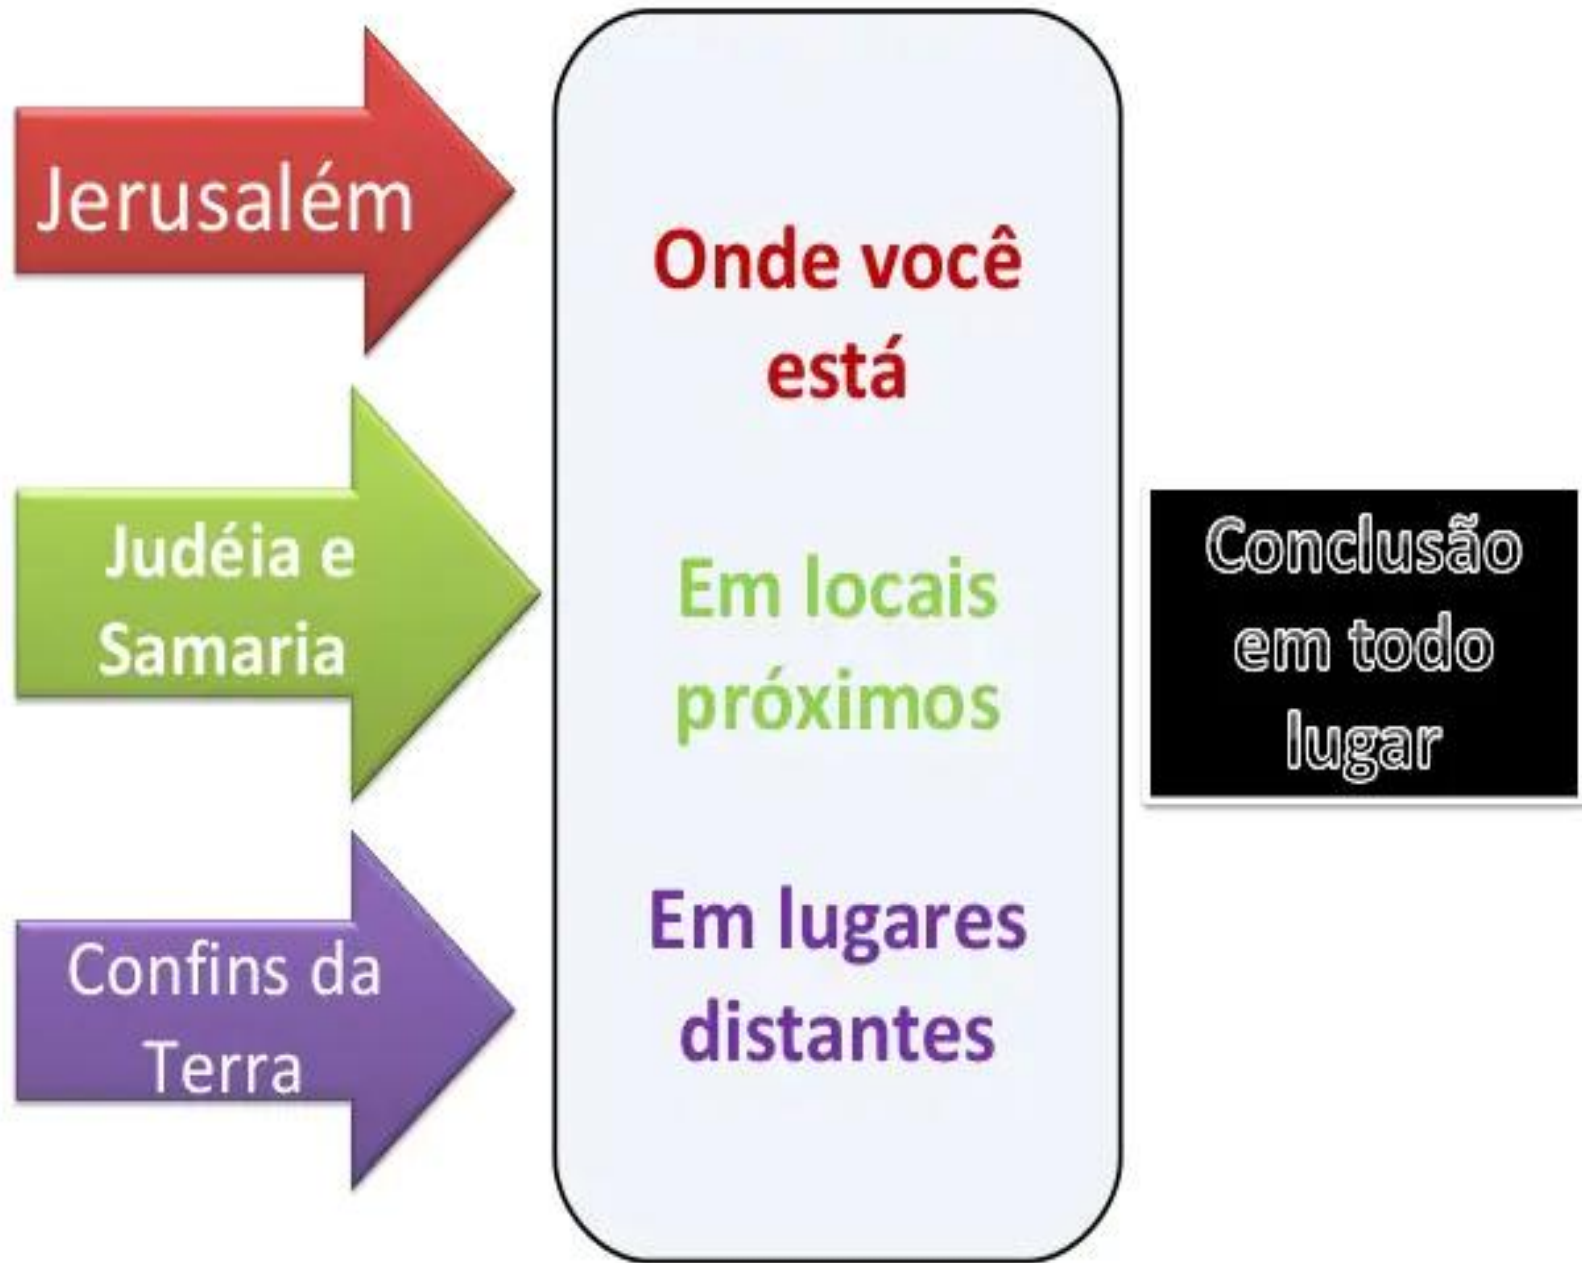 Jerusalém
Onde você
está
Judéia e
Samaria
Em locais
próximos
Confins da
Terra
Em lugares
distantes
Conclusão
em todo
lugar